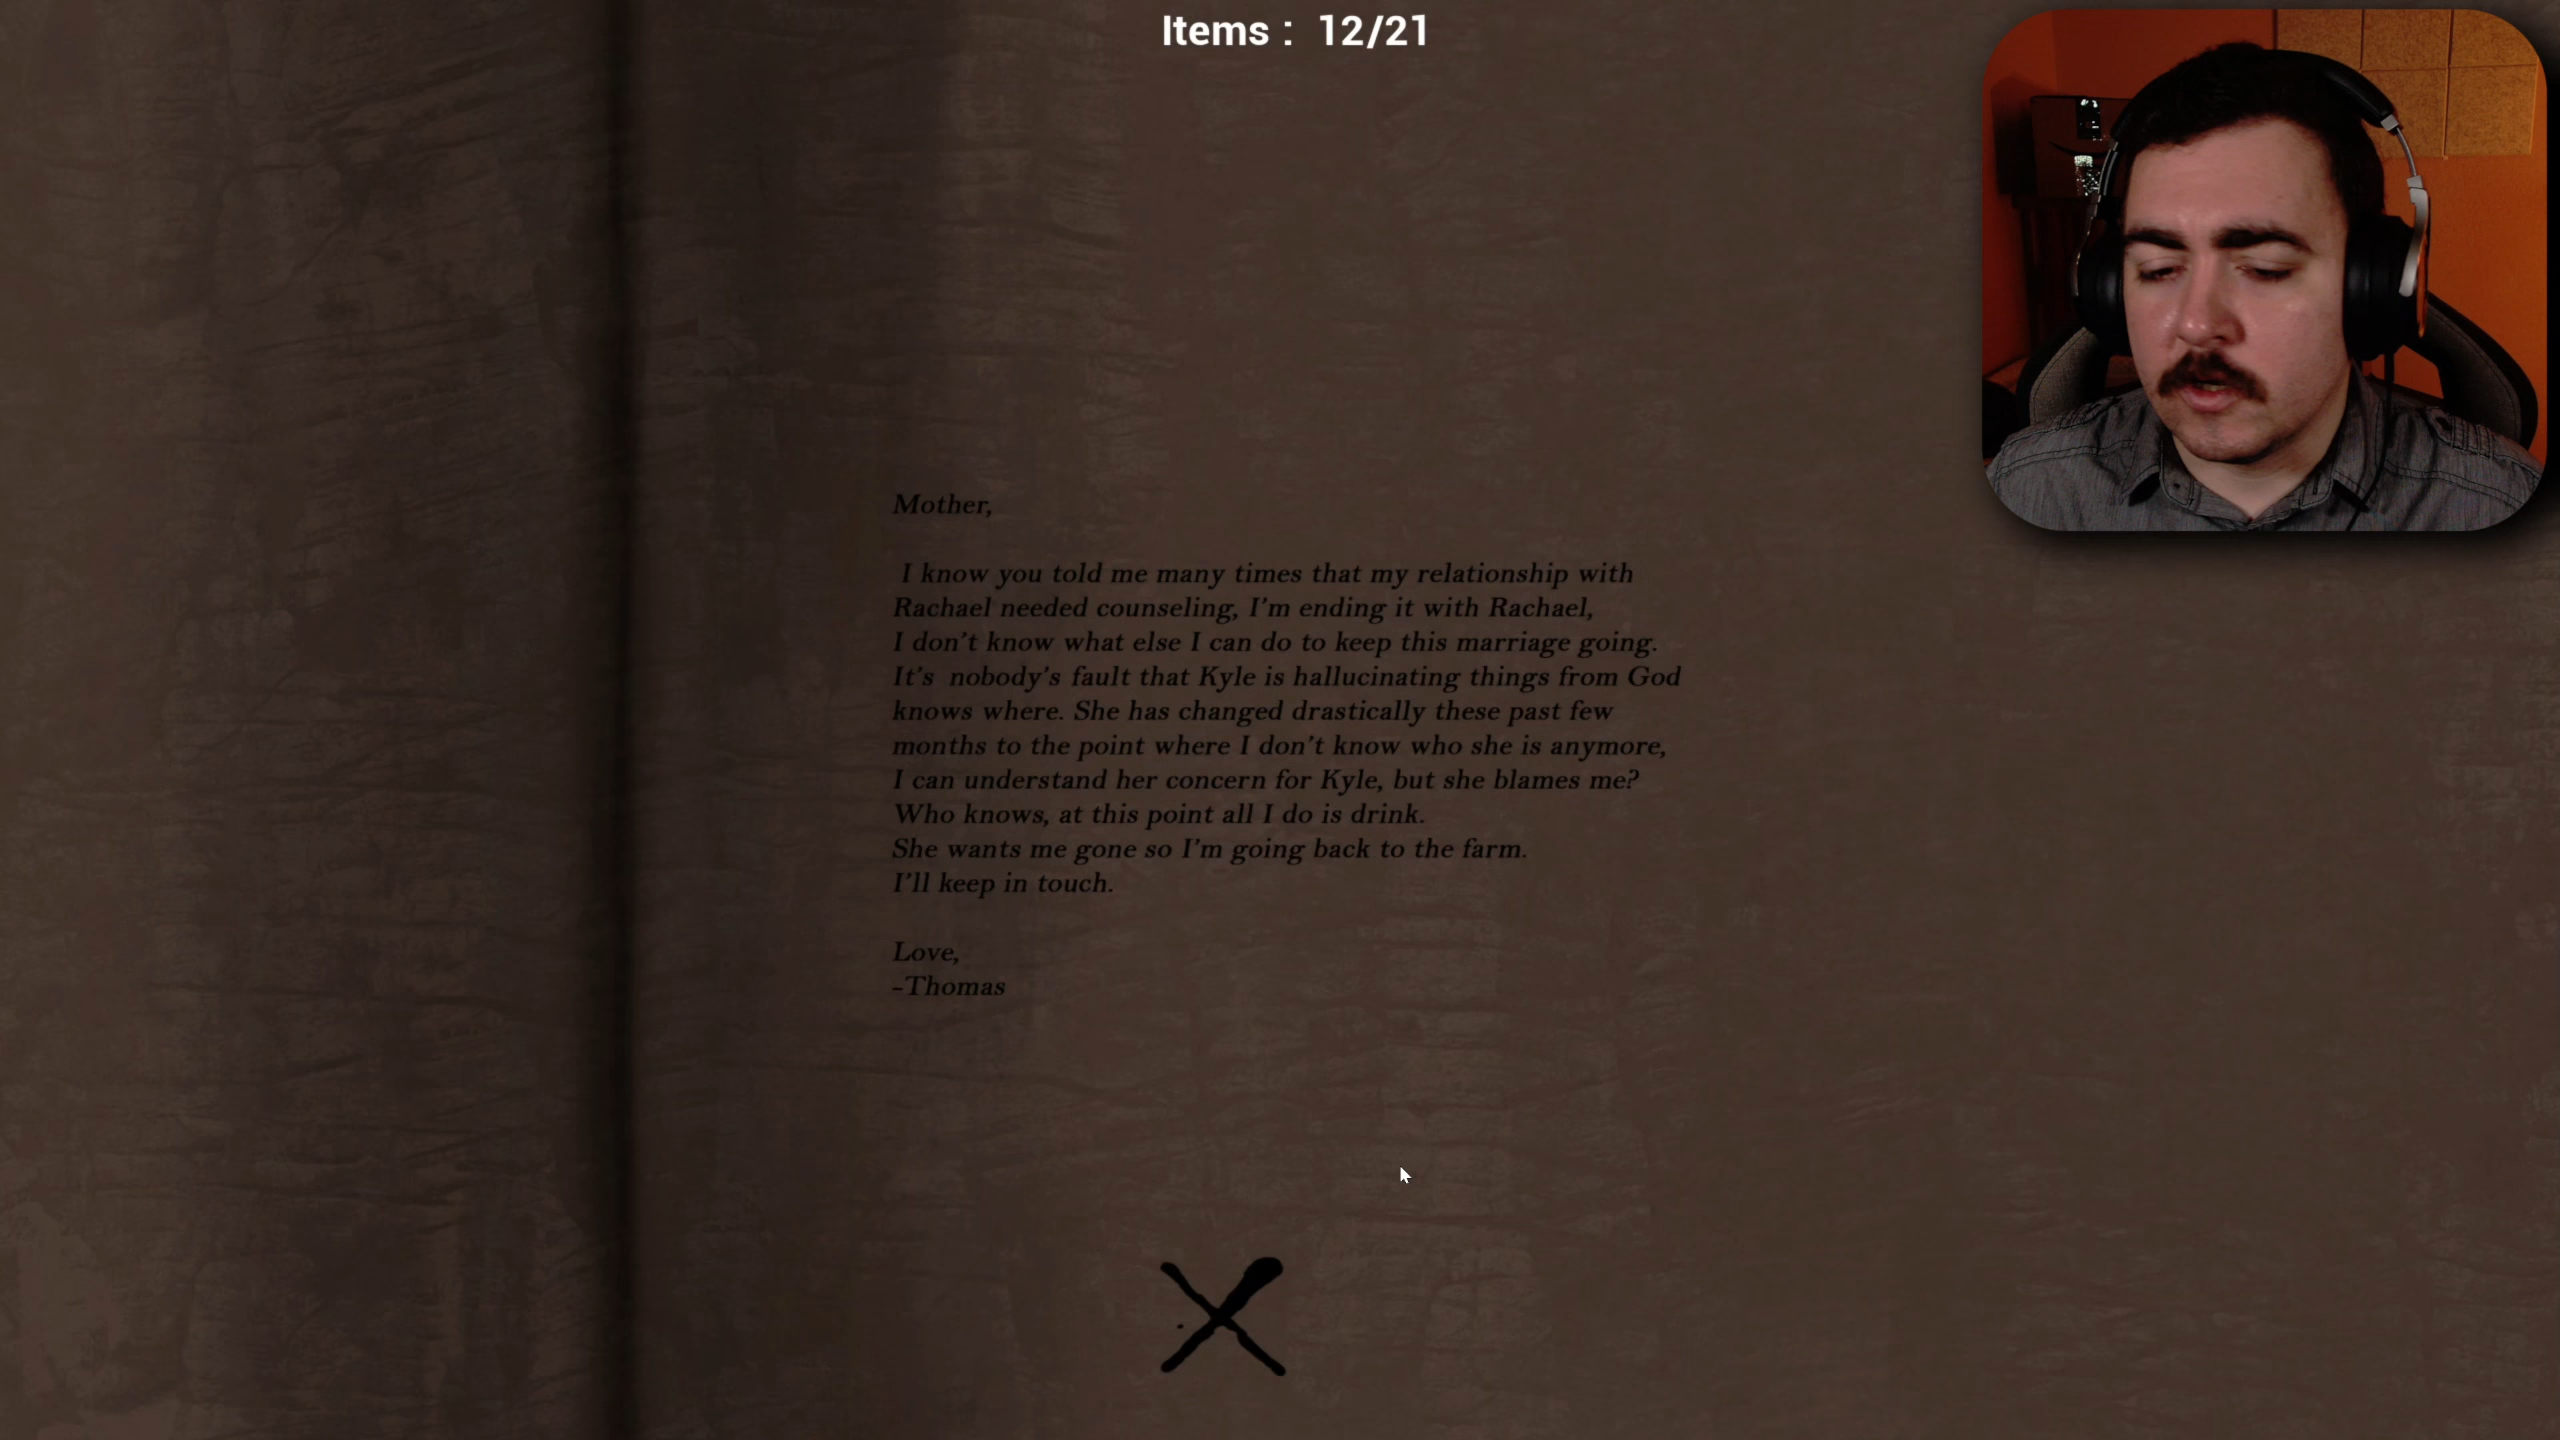 Items : 12/21
Mother,
I know you told me many times that my relationship with
Rachael needed counseling, I'm ending it with Rachael,
I don't know what else I can do to keep this marriage going.
It's nobody's fault that Kyle is hallucinating things from God
knows where. She has changed drastically these past few
months to the point where I don't know who she is anymore,
I can understand her concern for Kyle, but she blames me?
Who knows, at this point all I do is drink.
She wants me gone so I'm going back to the farm.
I'll keep in touch.
Love,
-Thomas